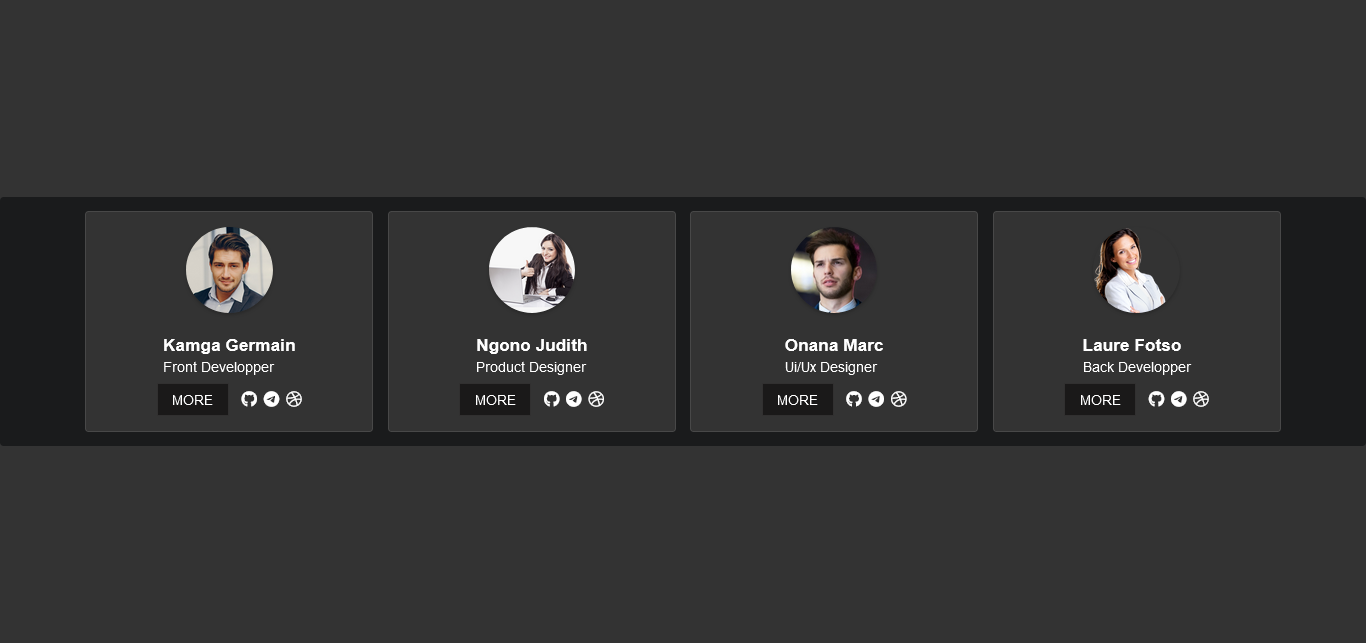 Kamga Germain
Front Developper
MORE
Ngono Judith
Product Designer
MORE
Onana Marc
Ui/Ux Designer
MORE
Laure Fotso
Back Developper
MORE